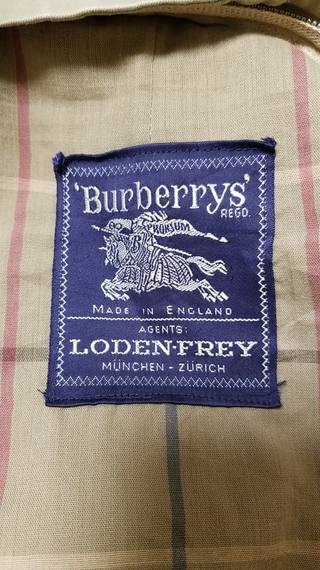 'Burberrys'
REGD.
PRORSUM
B
MADE IN ENGLAND
AGENTS:
LODEN-FREY
MÜNCHEN - ZÜRICH